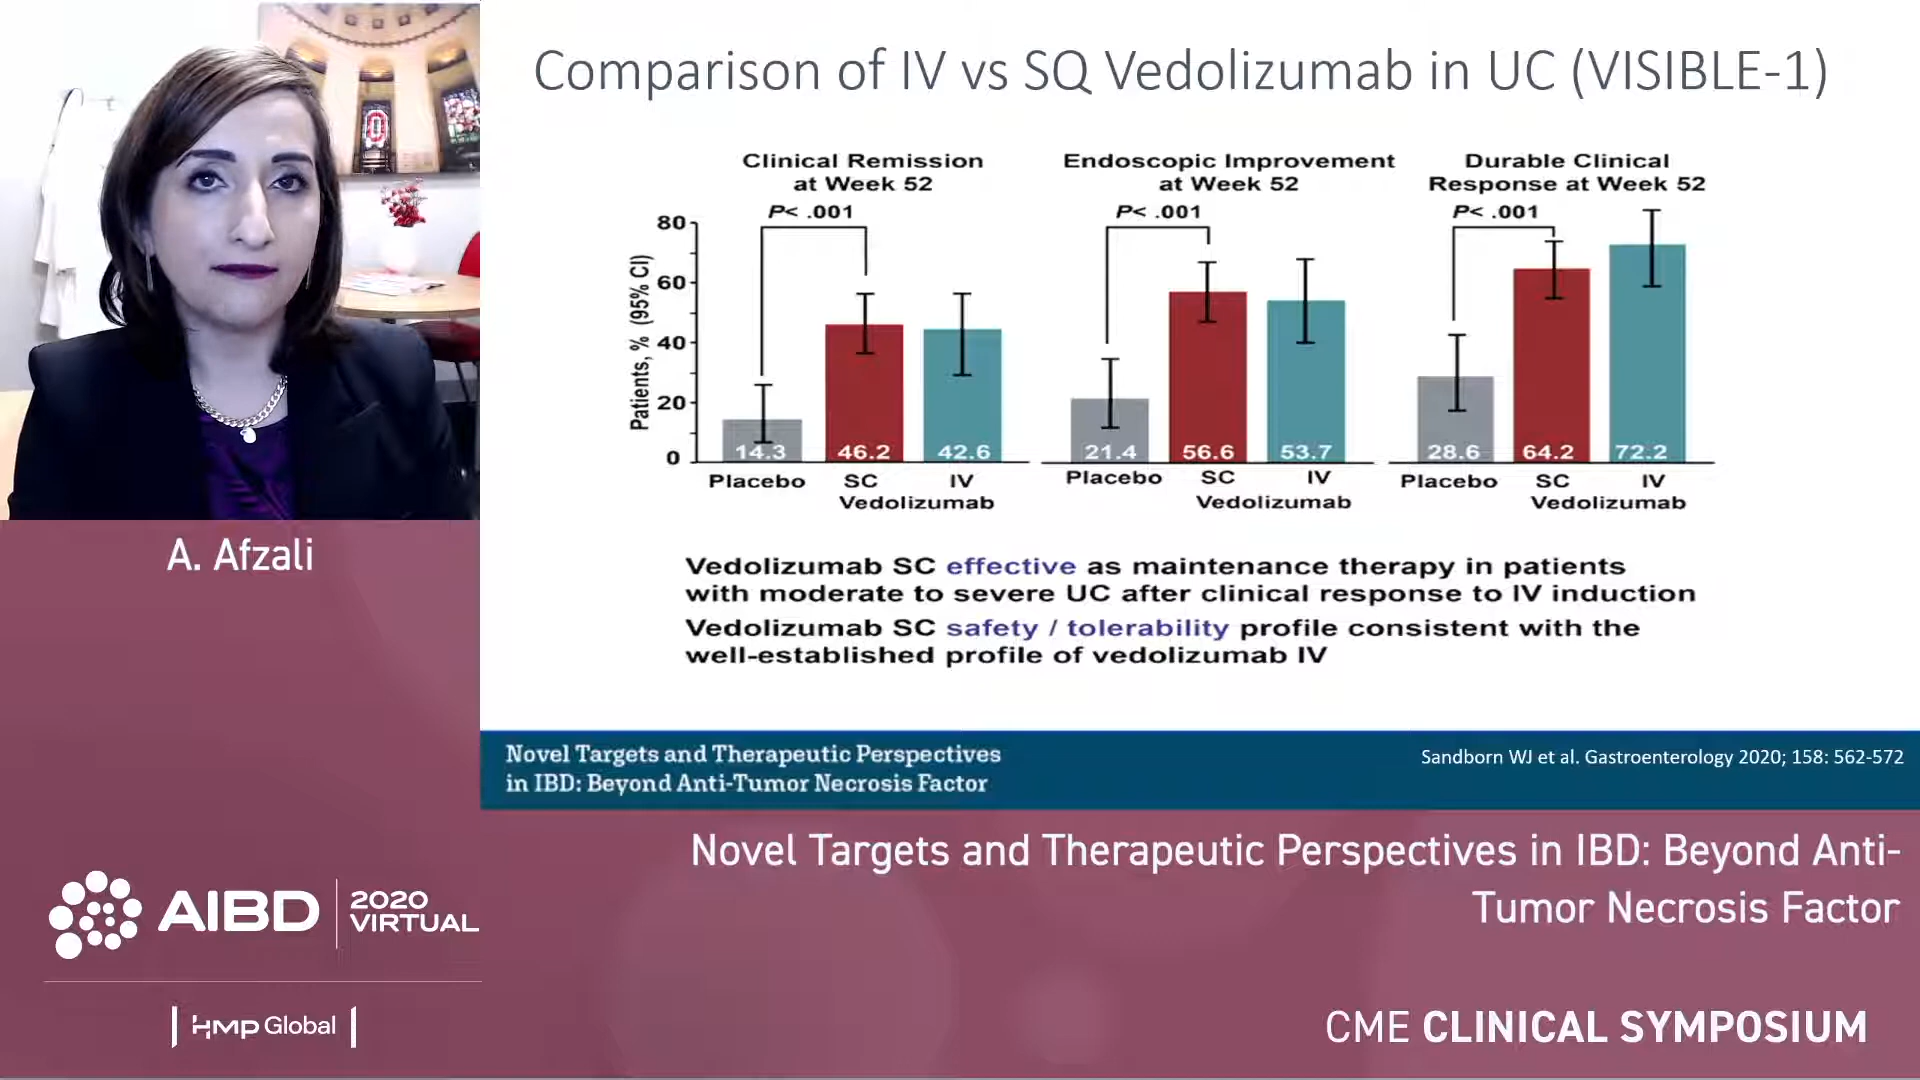 Comparison of IV vs SQ Vedolizumab in UC (VISIBLE-1)
Clinical Remission
at Week 52
P< .001
Endoscopic Improvement
at Week 52
P< .001
Durable Clinical
Response at Week 52
P< .001
Patients, % (95% CI)
80
60
40
20
0
14.3
46.2
42.6
Placebo
SC
IV
Vedolizumab
21.4
56.6
53.7
Placebo
SC
IV
Vedolizumab
28.6
64.2
72.2
Placebo
SC
IV
Vedolizumab
Vedolizumab SC effective as maintenance therapy in patients
with moderate to severe UC after clinical response to IV induction
Vedolizumab SC safety / tolerability profile consistent with the
well-established profile of vedolizumab IV
Novel Targets and Therapeutic Perspectives
in IBD: Beyond Anti-Tumor Necrosis Factor
Sandborn WJ et al. Gastroenterology 2020; 158: 562-572
A. Afzali
Novel Targets and Therapeutic Perspectives in IBD: Beyond Anti-
Tumor Necrosis Factor
AIBD
2020
VIRTUAL
HMP Global
CME CLINICAL SYMPOSIUM